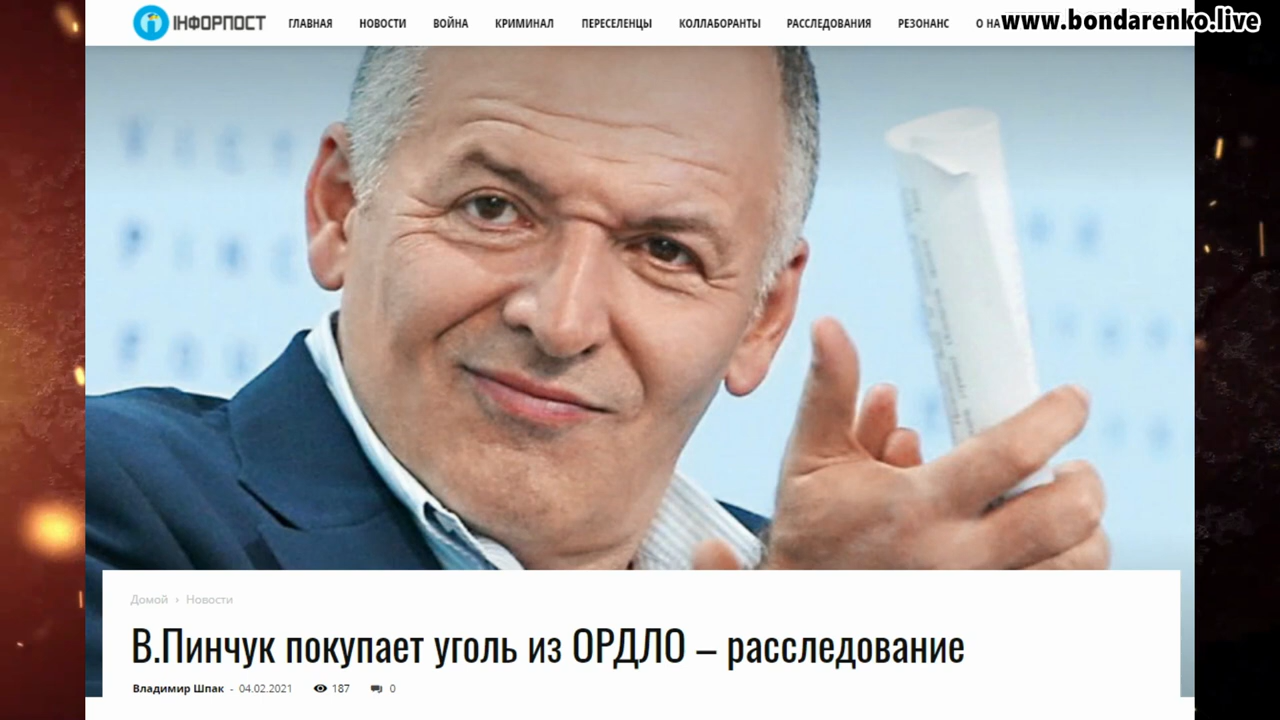 ІНФОРПОСТ ГЛАВНАЯ НОВОСТИ ВОЙНА КРИМИНАЛ ПЕРЕСЕЛЕНЦЫ КОЛЛАБОРАНТЫ РАССЛЕДОВАНИЯ РЕЗОНАНС О НА
www.bondarenko.live
Домой › Новости
В.Пинчук покупает уголь из ОРДЛО – расследование
Владимир Шпак - 04.02.2021 187 0